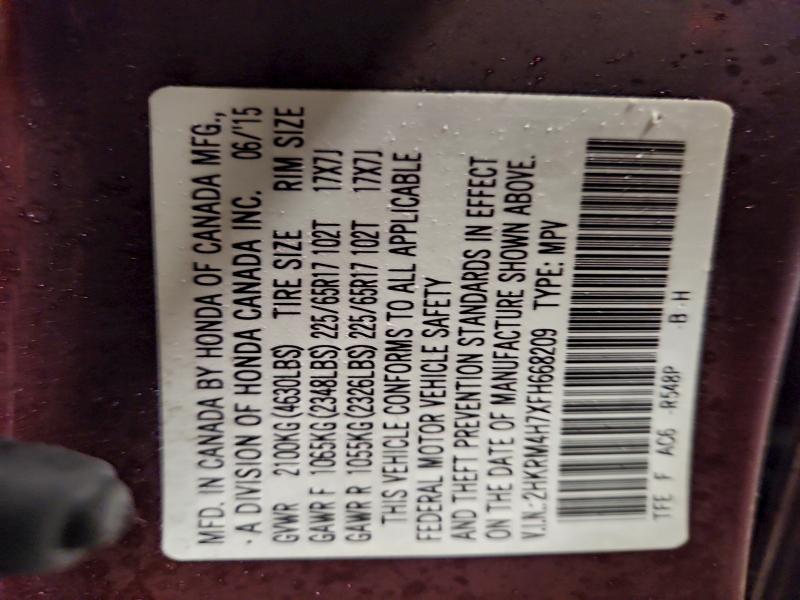 MFD. IN CANADA BY HONDA OF CANADA MFG.,
· A DIVISION OF HONDA CANADA INC. 06/'15
GVWR 2100KG (4630LBS) TIRE SIZE RIM SIZE
GAWR F 1065KG (2348LBS) 225/65R17 102T 17X7J
GAWR R 1055KG (2326LBS) 225/65R17 102T 17X7J
THIS VEHICLE CONFORMS TO ALL APPLICABLE
FEDERAL MOTOR VEHICLE SAFETY
AND THEFT PREVENTION STANDARDS IN EFFECT
ON THE DATE OF MANUFACTURE SHOWN ABOVE.
V.I.N.: 2HKRM4H7XFH668209 TYPE: MPV
TFE F AC6 -R548P -B -H